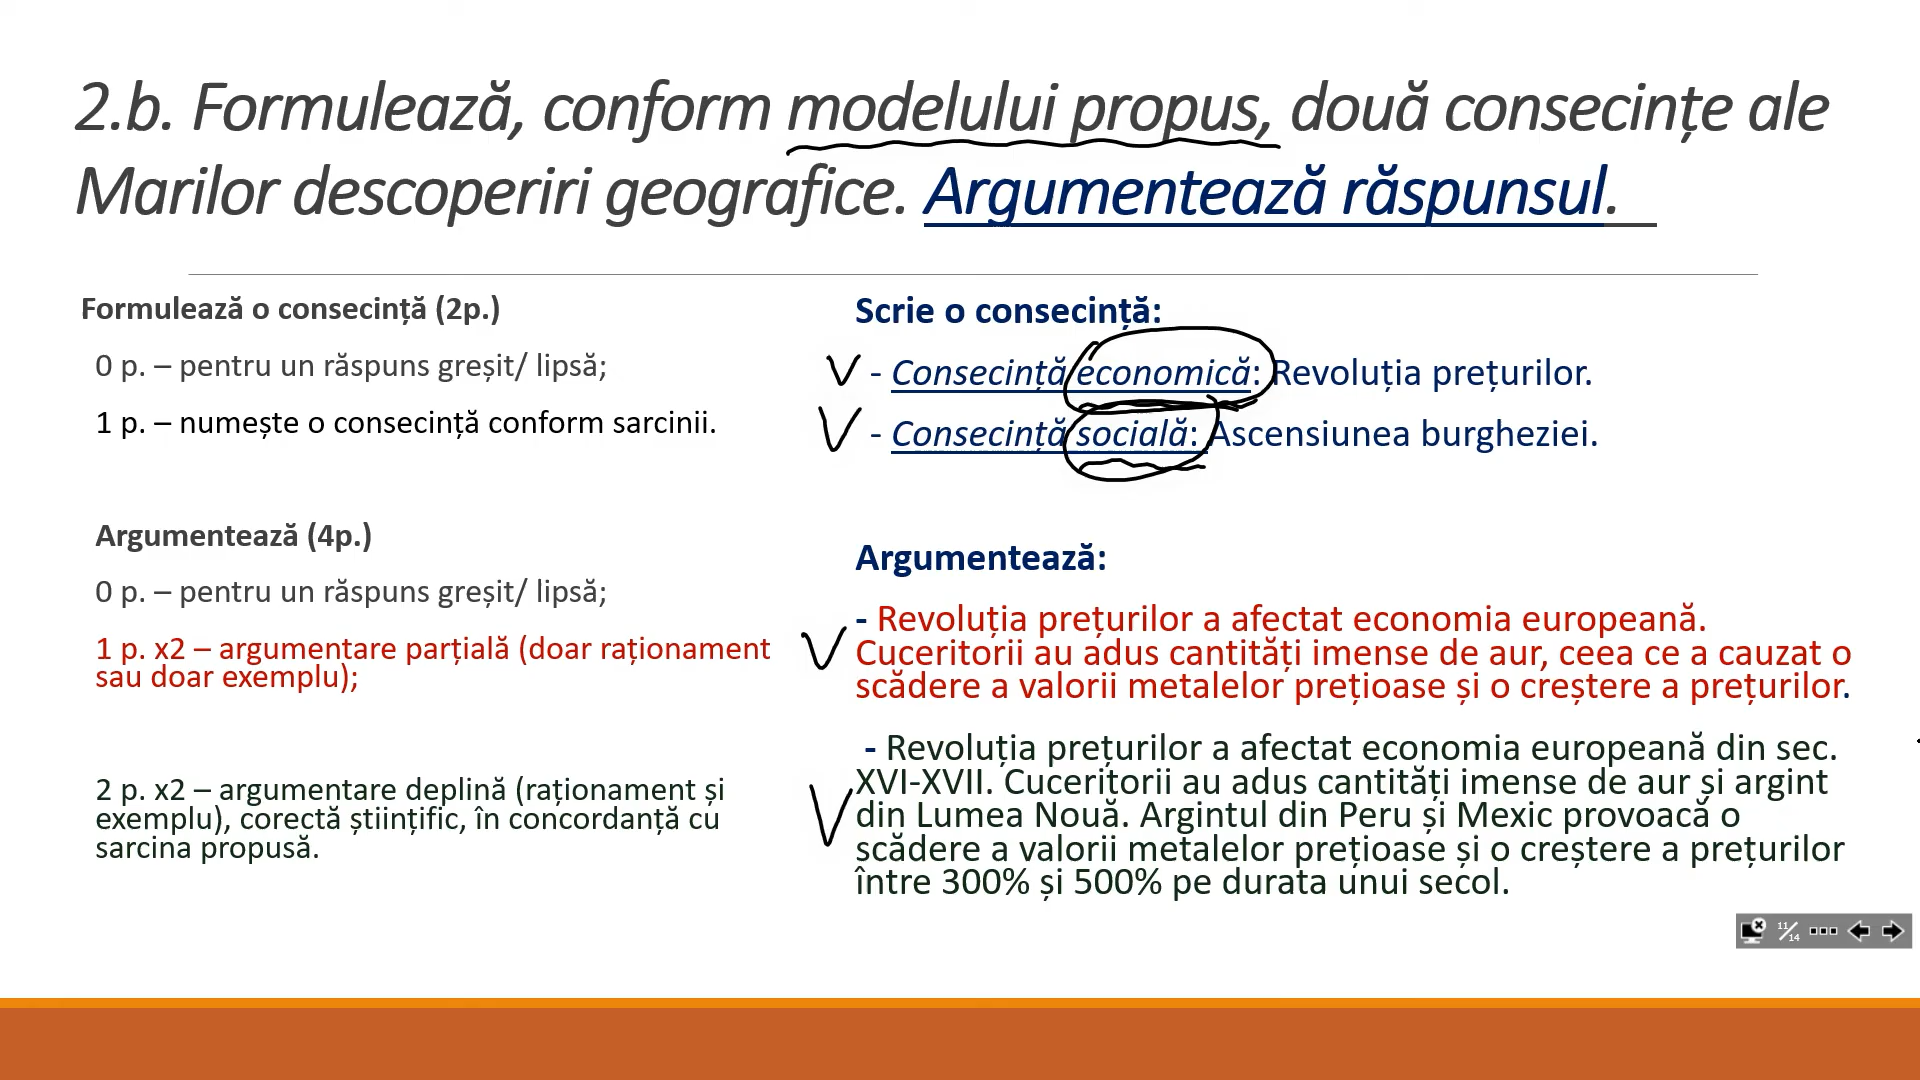 2.b. Formulează, conform modelului propus, două consecințe ale
Marilor descoperiri geografice. Argumentează răspunsul.
Formulează o consecință (2p.)
0 p. – pentru un răspuns greșit/ lipsă;
1 p. – numește o consecință conform sarcinii.
Argumentează (4p.)
0 p. – pentru un răspuns greșit/ lipsă;
1 p. x2 – argumentare parțială (doar raționament
sau doar exemplu);
2 p. x2 – argumentare deplină (raționament și
exemplu), corectă științific, în concordanță cu
sarcina propusă.
Scrie o consecință:
- Consecință economică: Revoluția prețurilor.
- Consecință socială: Ascensiunea burgheziei.
Argumentează:
- Revoluția prețurilor a afectat economia europeană.
Cuceritorii au adus cantități imense de aur, ceea ce a cauzat o
scădere a valorii metalelor prețioase și o creștere a prețurilor.
- Revoluția prețurilor a afectat economia europeană din sec.
XVI-XVII. Cuceritorii au adus cantități imense de aur și argint
din Lumea Nouă. Argintul din Peru și Mexic provoacă o
scădere a valorii metalelor prețioase și o creștere a prețurilor
între 300% și 500% pe durata unui secol.
11/14